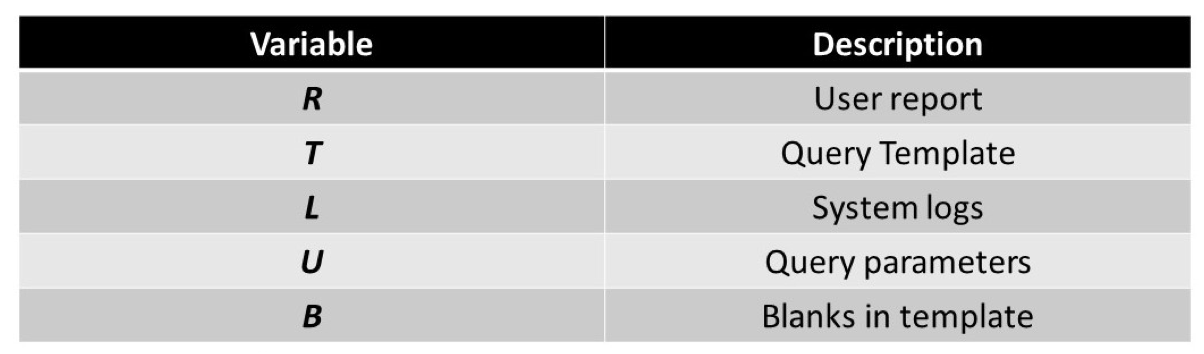 Variable Description
R User report
T Query Template
L System logs
U Query parameters
B Blanks in template